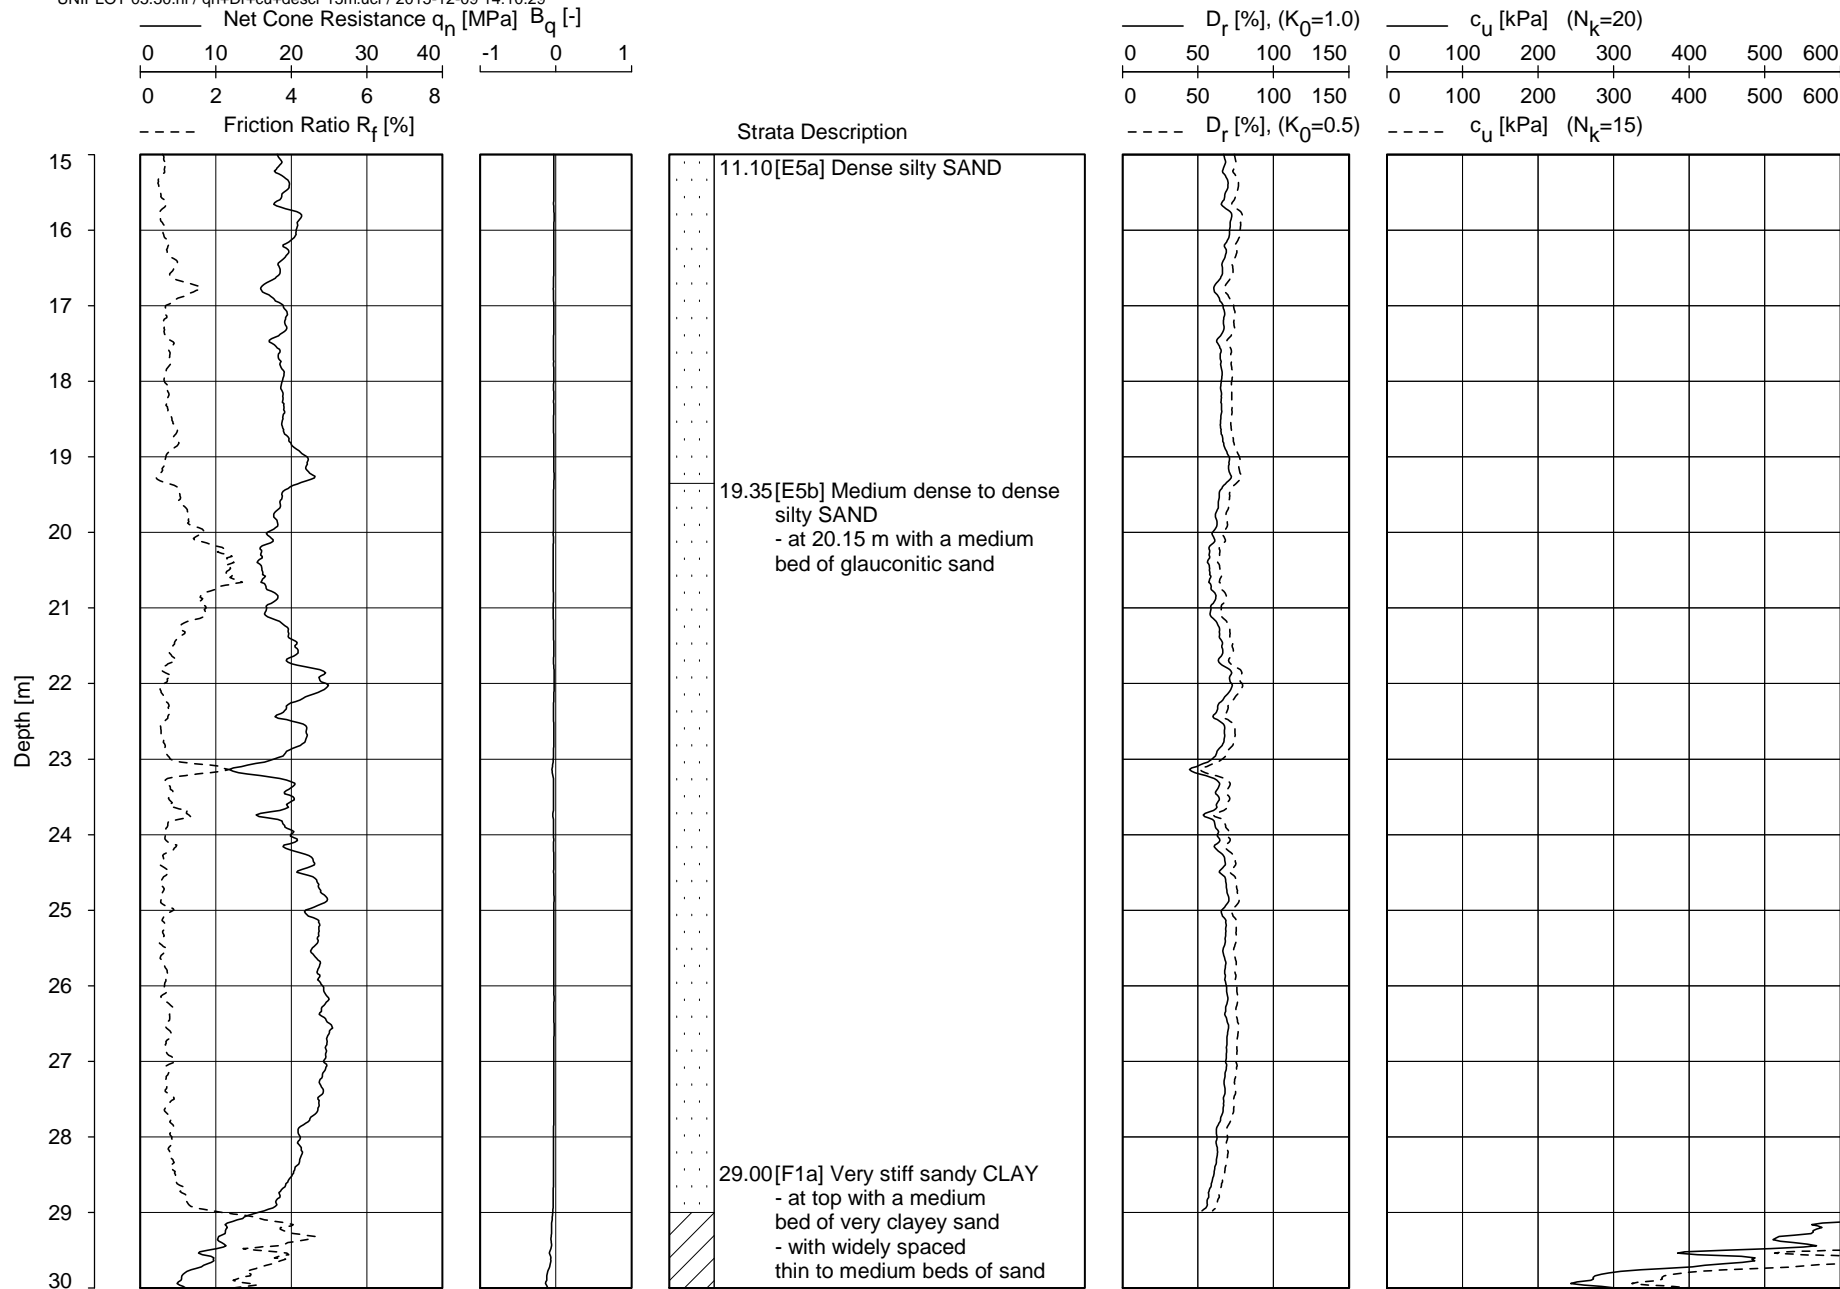 Net Cone Resistance qn [MPa] Bq [-]
Dr [%], (K0=1.0)
cu [kPa] (Nk=20)
0 10 20 30 40
-1 0 1
0 50 100 150
0 100 200 300 400 500 600
0 2 4 6 8
0 50 100 150
0 100 200 300 400 500 600
Friction Ratio Rf [%]
Strata Description
Dr [%], (K0=0.5)
cu [kPa] (Nk=15)
15
11.10 [E5a] Dense silty SAND
16
17
18
19
19.35 [E5b] Medium dense to dense
silty SAND
20
- at 20.15 m with a medium
bed of glauconitic sand
21
22
Depth [m]
23
24
25
26
27
28
29.00 [F1a] Very stiff sandy CLAY
- at top with a medium
29
bed of very clayey sand
- with widely spaced
thin to medium beds of sand
30